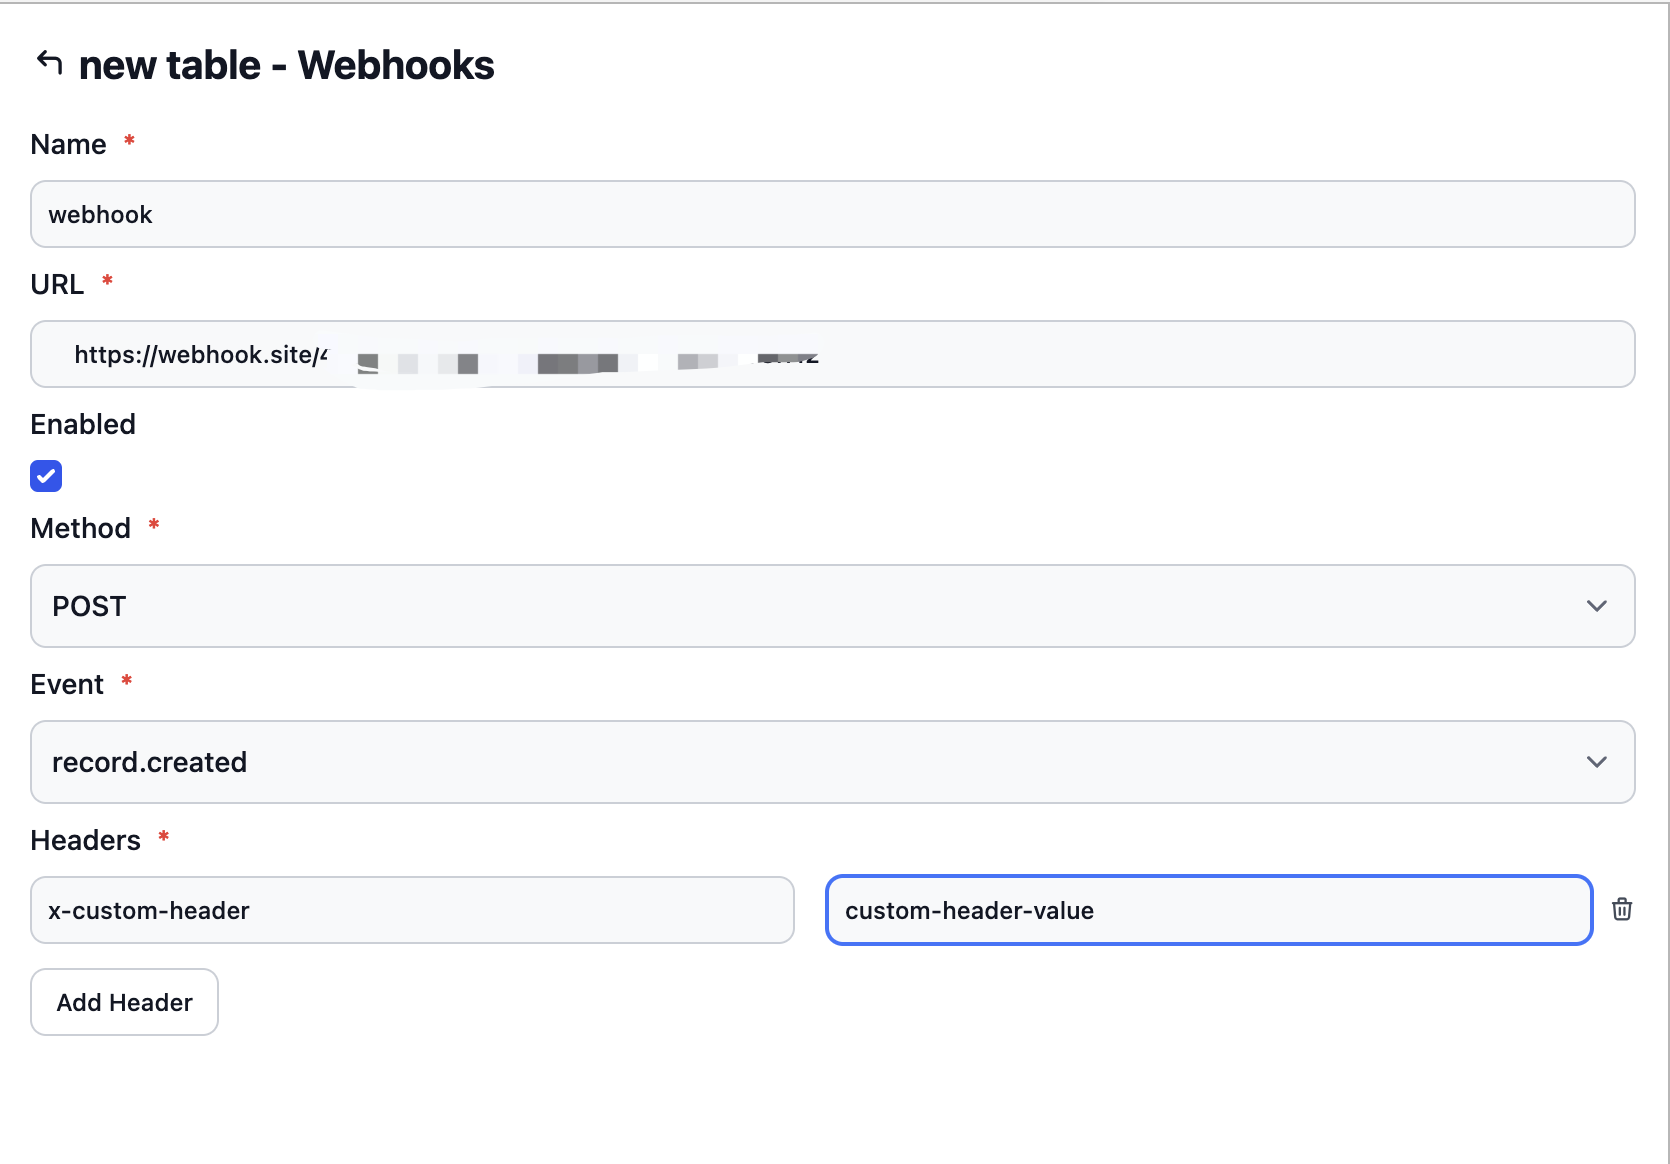 new table - Webhooks
Name *
webhook
URL *
https://webhook.site/
Enabled
Method *
POST
Event *
record.created
Headers *
x-custom-header
custom-header-value
Add Header